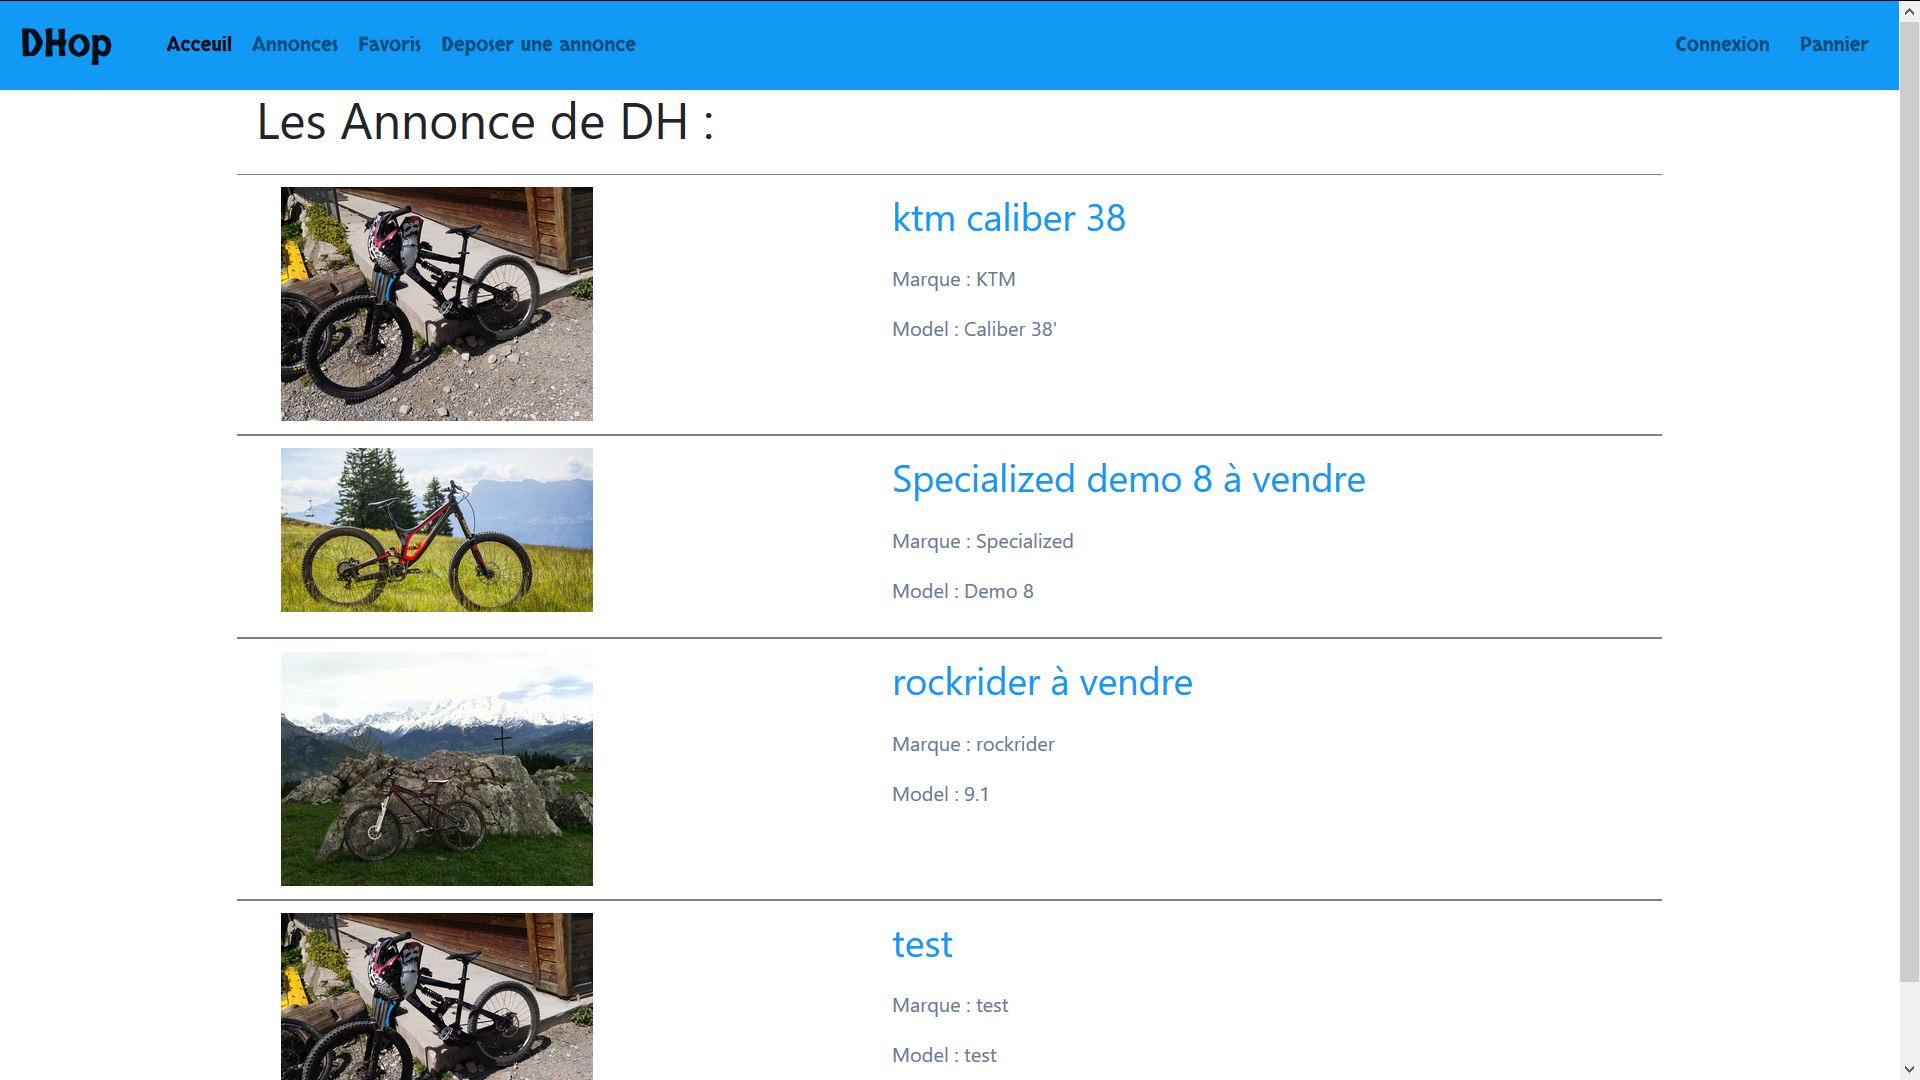 DHop Acceuil Annonces Favoris Deposer une annonce Connexion Pannier
Les Annonce de DH :
ktm caliber 38
Marque : KTM
Model : Caliber 38'
Specialized demo 8 à vendre
Marque : Specialized
Model : Demo 8
rockrider à vendre
Marque : rockrider
Model : 9.1
test
Marque : test
Model : test